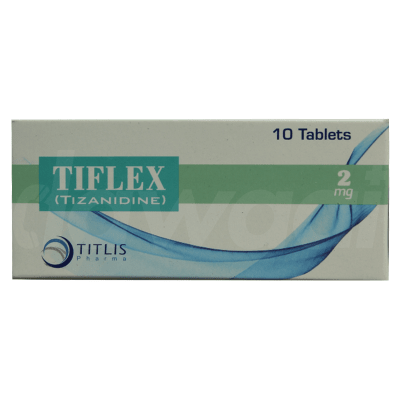 10 Tablets
TIFLEX
(TIZANIDINE)
2
mg
TITLIS
Pharma